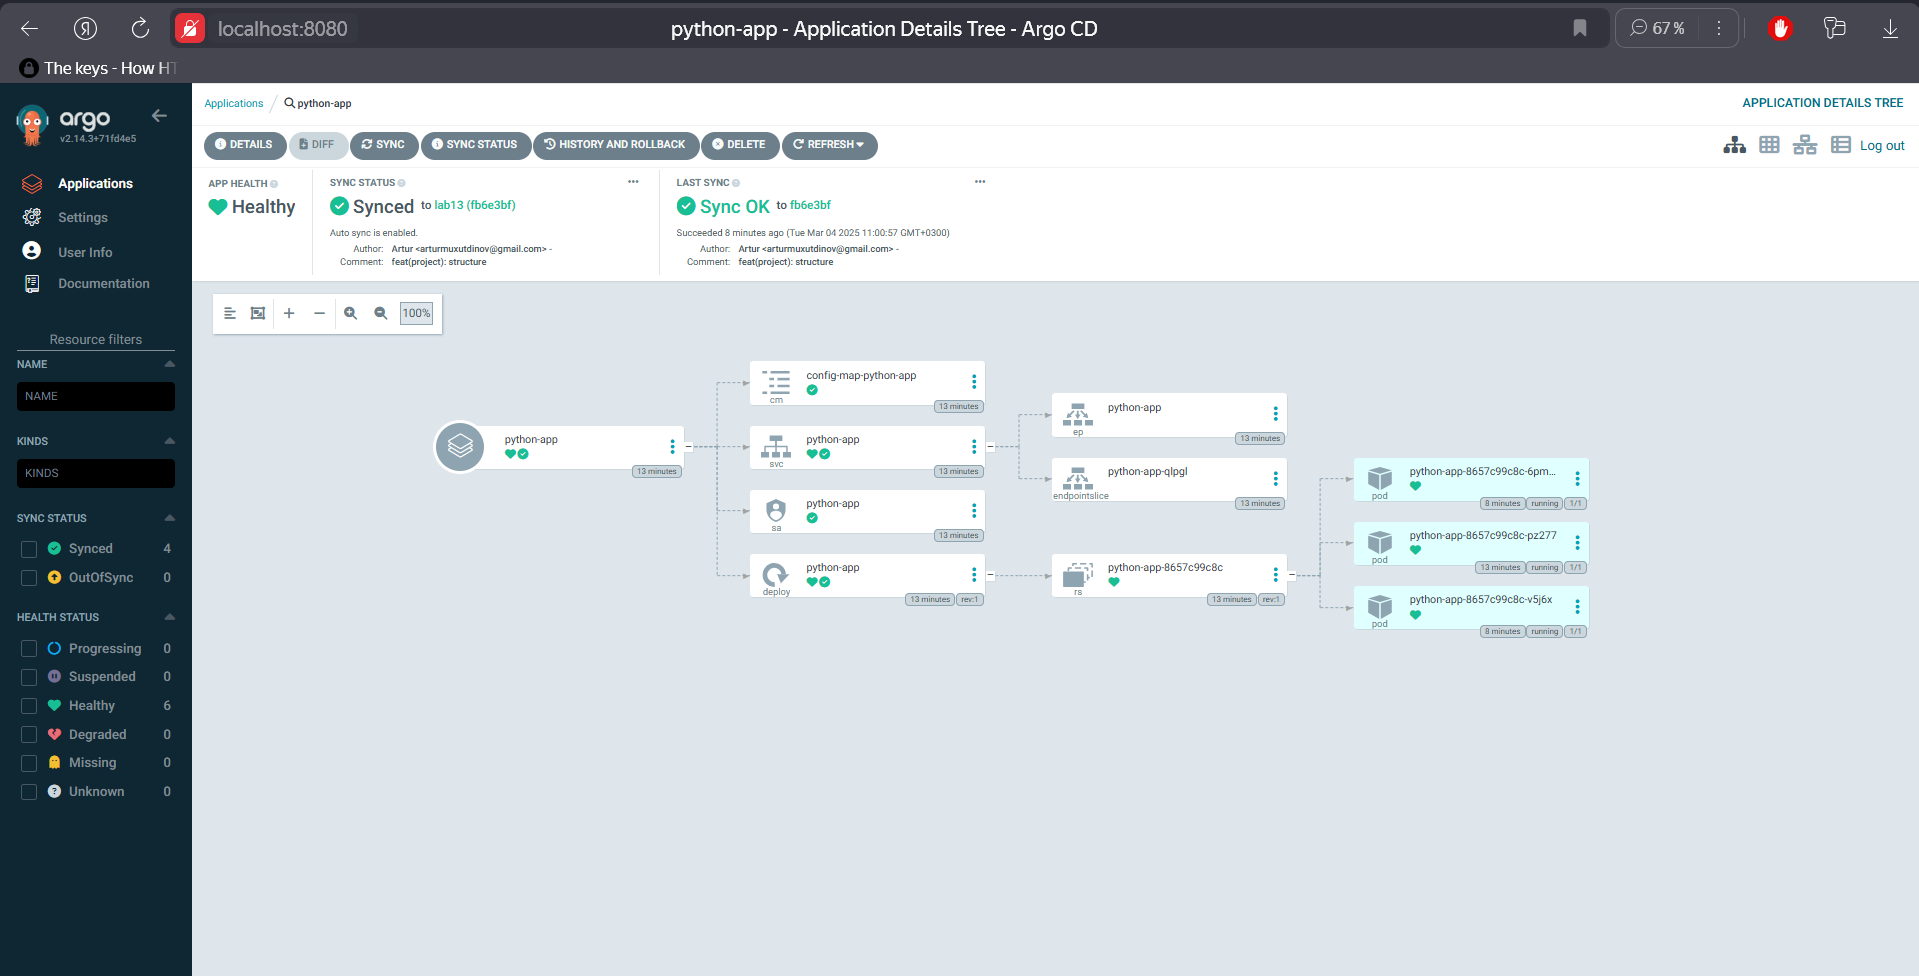 Я
localhost:8080
python-app - Application Details Tree - Argo CD
67 %
The keys - How HT
argo
v2.14.3+71fd4e5
Applications
Settings
User Info
Documentation
Resource filters
NAME
NAME
KINDS
KINDS
SYNC STATUS
Synced 4
OutOfSync 0
HEALTH STATUS
Progressing 0
Suspended 0
Healthy 6
Degraded 0
Missing 0
Unknown 0
Applications / python-app
APPLICATION DETAILS TREE
DETAILS DIFF SYNC SYNC STATUS HISTORY AND ROLLBACK DELETE REFRESH
Log out
APP HEALTH
Healthy
SYNC STATUS
Synced to lab13 (fb6e3bf)
Auto sync is enabled.
Author: Artur <arturmuxutdinov@gmail.com> -
Comment: feat(project): structure
LAST SYNC
Sync OK to fb6e3bf
Succeeded 8 minutes ago (Tue Mar 04 2025 11:00:57 GMT+0300)
Author: Artur <arturmuxutdinov@gmail.com> -
Comment: feat(project): structure
100%
python-app
13 minutes
config-map-python-app
cm
13 minutes
python-app
svc
13 minutes
python-app
sa
13 minutes
python-app
deploy
13 minutes rev:1
python-app
ep
13 minutes
python-app-qlpgl
endpointslice
13 minutes
python-app-8657c99c8c
rs
13 minutes rev:1
python-app-8657c99c8c-6pm...
pod
8 minutes running 1/1
python-app-8657c99c8c-pz277
pod
13 minutes running 1/1
python-app-8657c99c8c-v5j6x
pod
8 minutes running 1/1